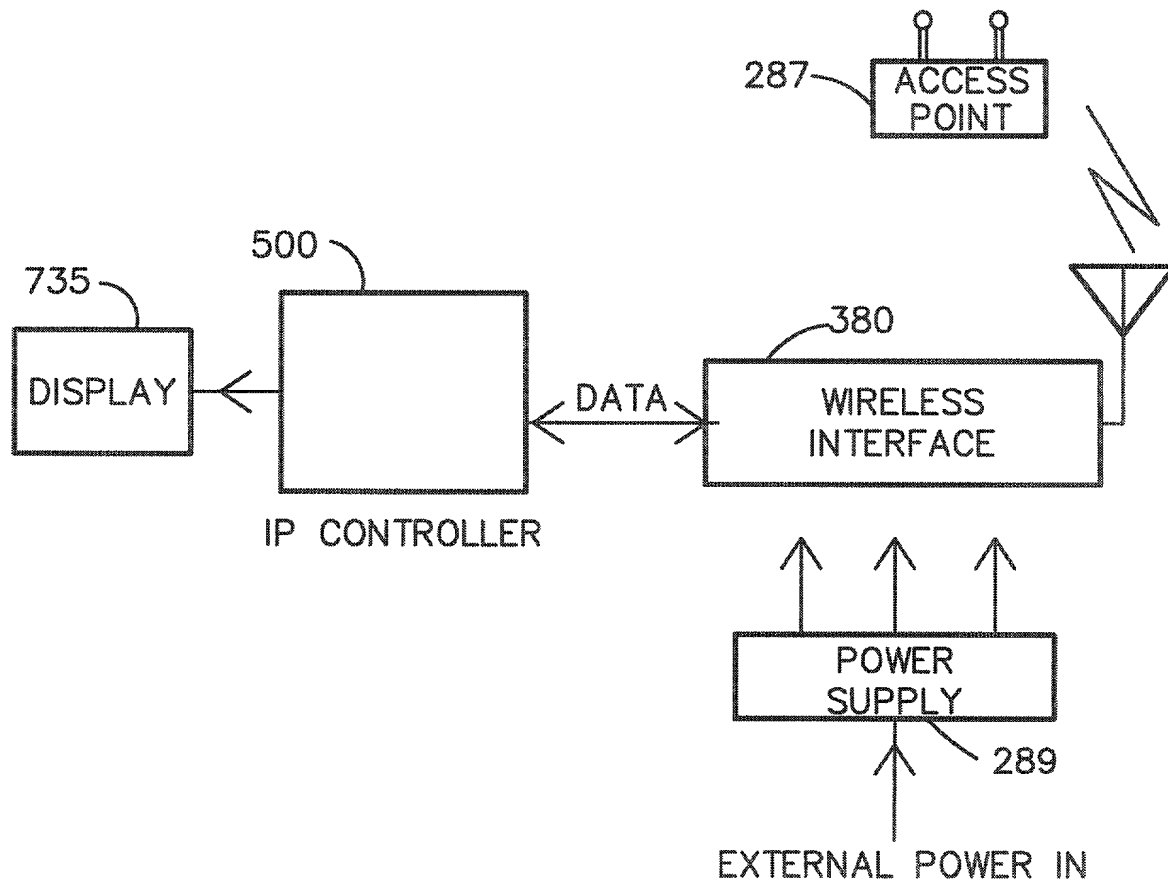 287
ACCESS
POINT
500
735
380
DISPLAY
DATA
WIRELESS
INTERFACE
IP CONTROLLER
POWER
SUPPLY
289
EXTERNAL POWER IN